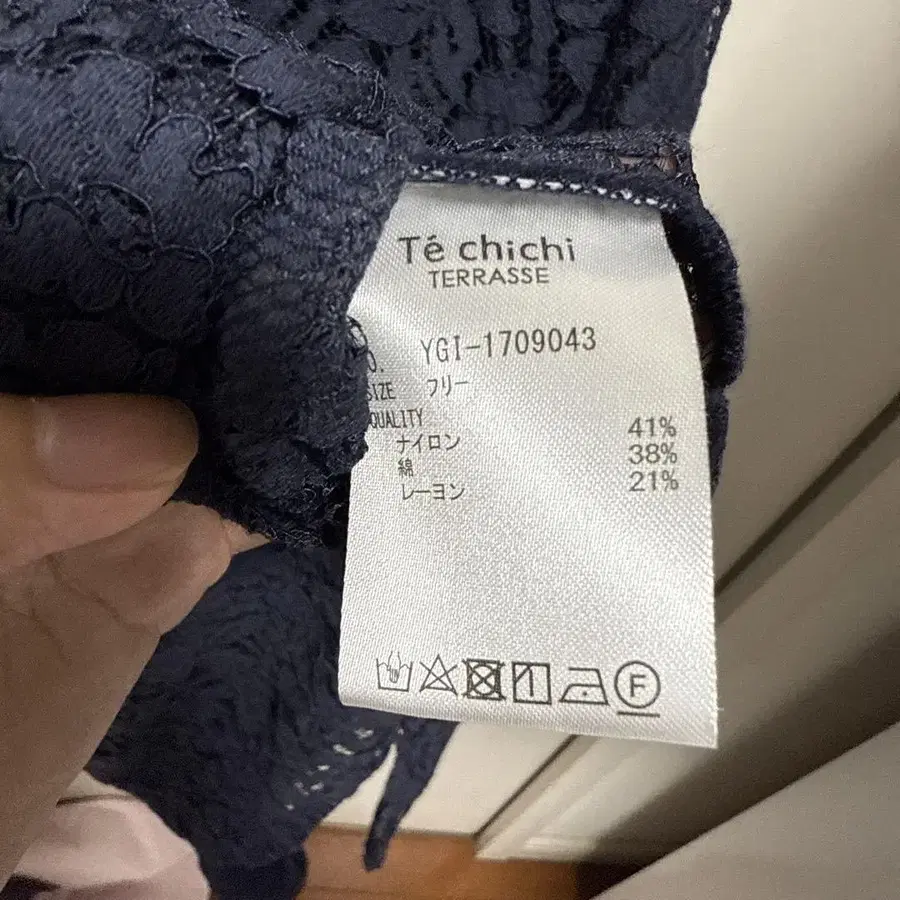 Té chichi
TERRASSE
YGI-1709043
SIZE フリー
QUALITY
ナイロン 41%
綿 38%
レーヨン 21%
F